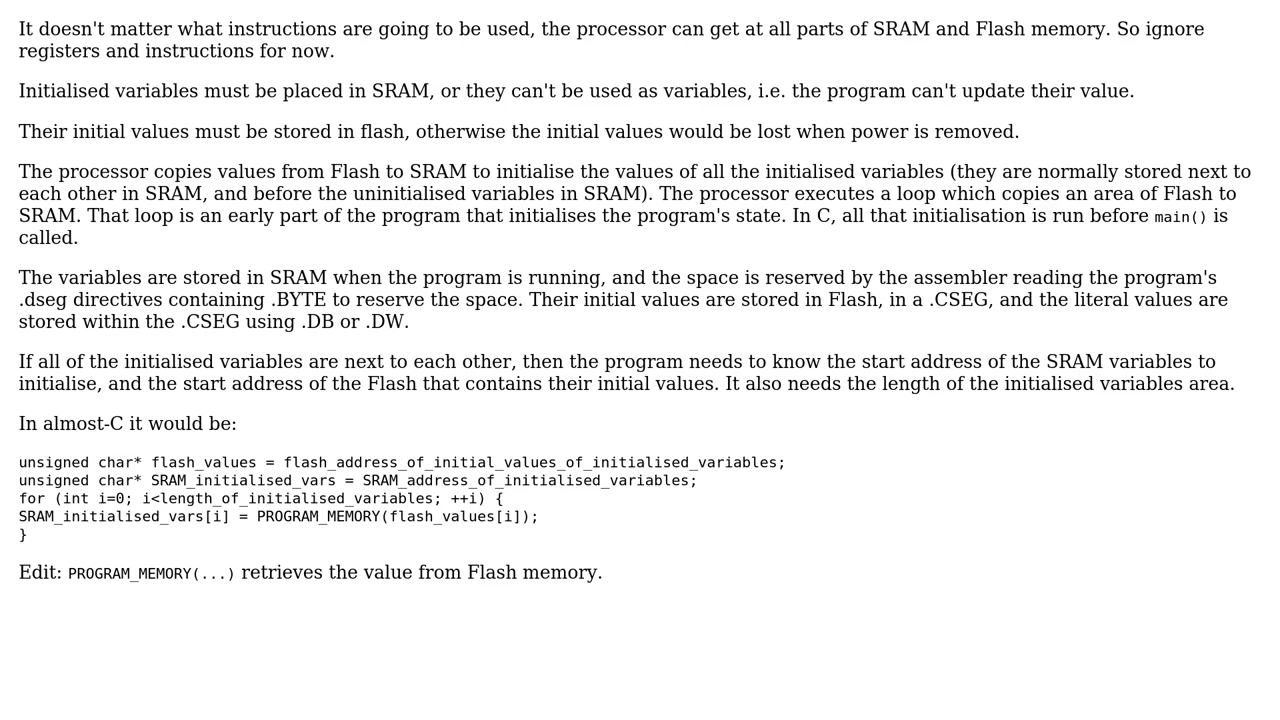 It doesn't matter what instructions are going to be used, the processor can get at all parts of SRAM and Flash memory. So ignore
registers and instructions for now.
Initialised variables must be placed in SRAM, or they can't be used as variables, i.e. the program can't update their value.
Their initial values must be stored in flash, otherwise the initial values would be lost when power is removed.
The processor copies values from Flash to SRAM to initialise the values of all the initialised variables (they are normally stored next to
each other in SRAM, and before the uninitialised variables in SRAM). The processor executes a loop which copies an area of Flash to
SRAM. That loop is an early part of the program that initialises the program's state. In C, all that initialisation is run before main() is
called.
The variables are stored in SRAM when the program is running, and the space is reserved by the assembler reading the program's
.dseg directives containing .BYTE to reserve the space. Their initial values are stored in Flash, in a .CSEG, and the literal values are
stored within the .CSEG using .DB or .DW.
If all of the initialised variables are next to each other, then the program needs to know the start address of the SRAM variables to
initialise, and the start address of the Flash that contains their initial values. It also needs the length of the initialised variables area.
In almost-C it would be:
unsigned char* flash_values = flash_address_of_initial_values_of_initialised_variables;
unsigned char* SRAM_initialised_vars = SRAM_address_of_initialised_variables;
for (int i=0; i<length_of_initialised_variables; ++i) {
SRAM_initialised_vars[i] = PROGRAM_MEMORY(flash_values[i]);
}
Edit: PROGRAM_MEMORY(...) retrieves the value from Flash memory.